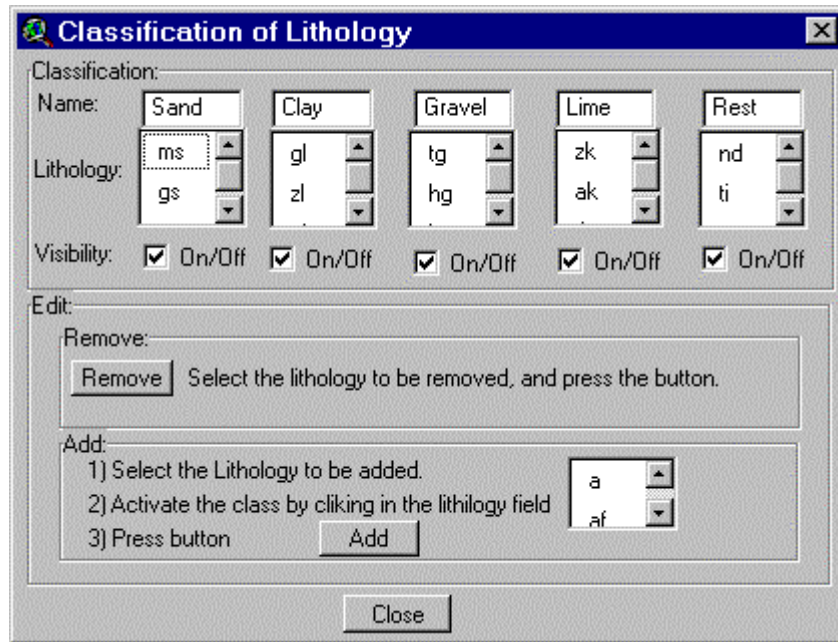 Classification of Lithology
Classification:
Name: Sand Clay Gravel Lime Rest
ms gl tg zk nd
Lithology:
gs zl hg ak ti
Visibility: On/Off On/Off On/Off On/Off On/Off
Edit:
Remove:
Remove Select the lithology to be removed, and press the button.
Add:
1) Select the Lithology to be added.
a
2) Activate the class by cliking in the lithilogy field
af
3) Press button Add
Close